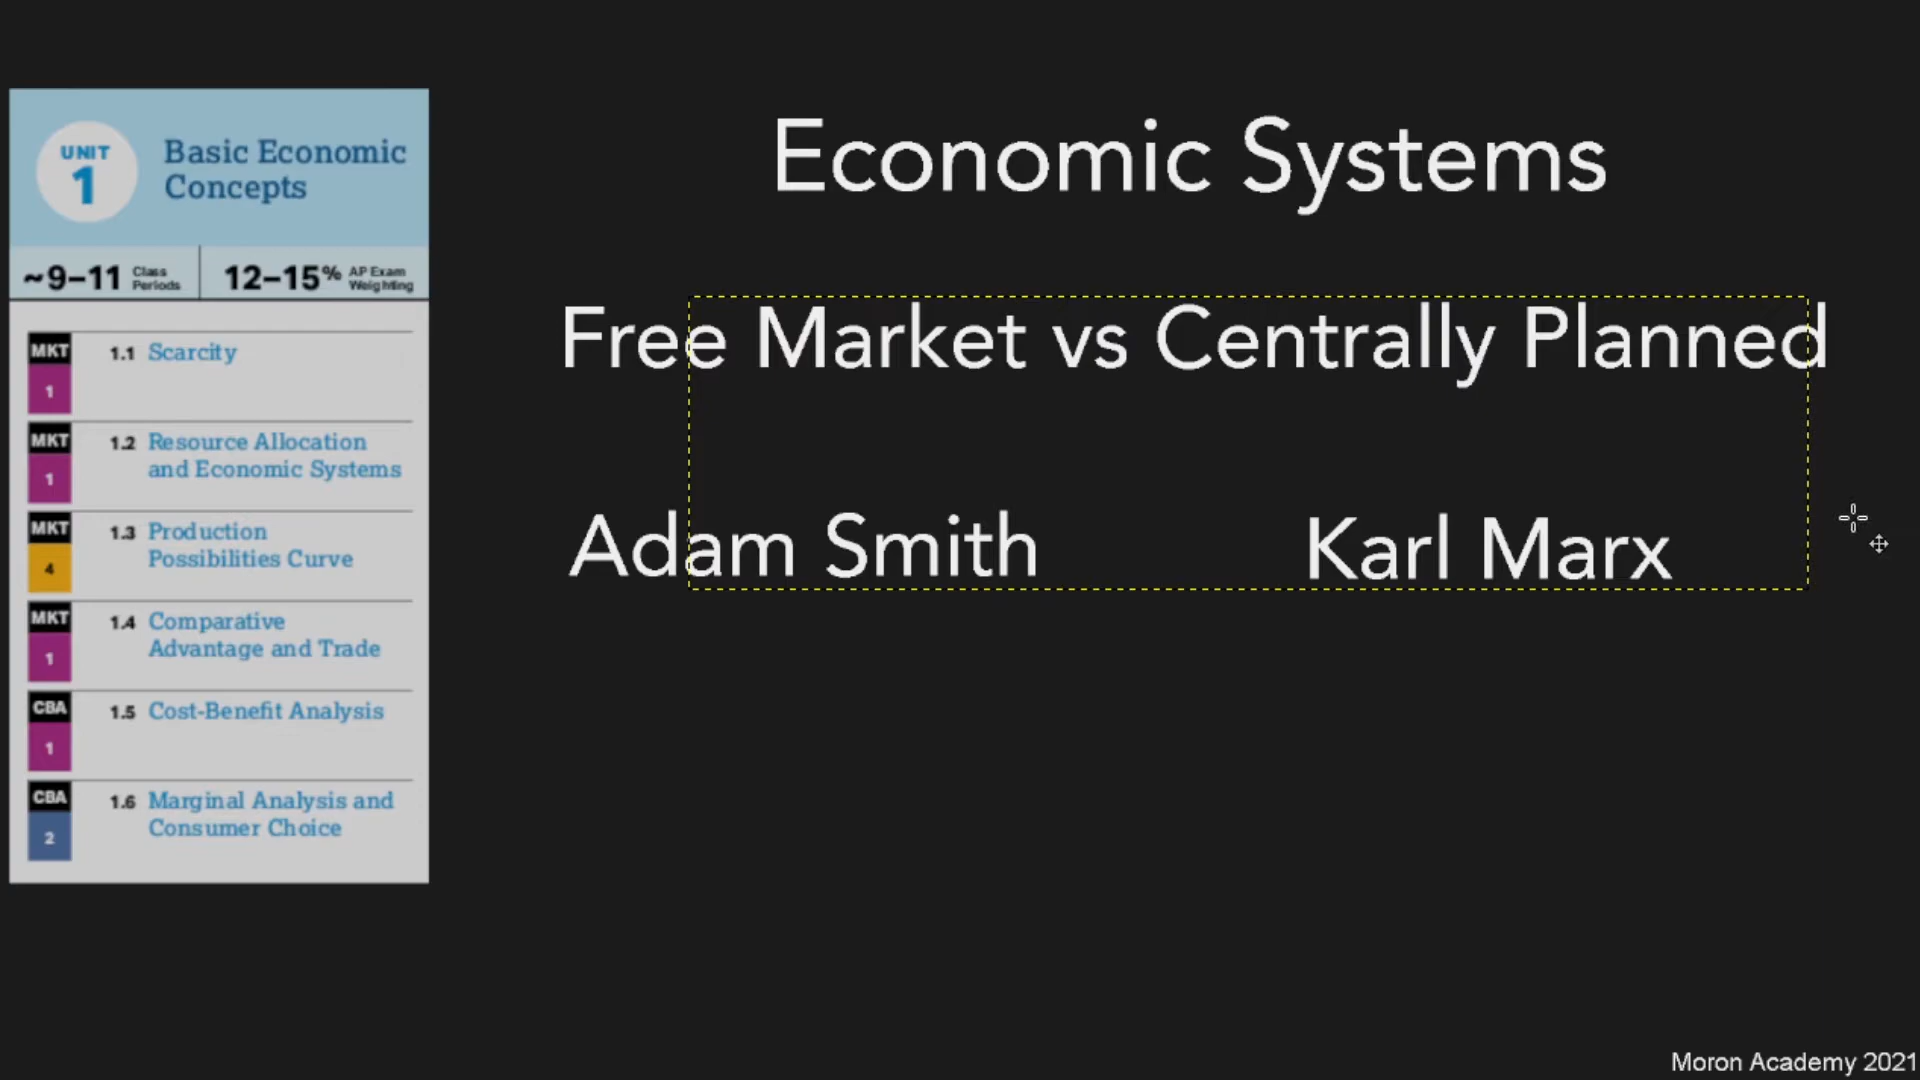 UNIT
1
Basic Economic
Concepts
~9–11 Class Periods
12–15% AP Exam Weighting
MKT
1
1.1 Scarcity
MKT
1
1.2 Resource Allocation
and Economic Systems
MKT
4
1.3 Production
Possibilities Curve
MKT
1
1.4 Comparative
Advantage and Trade
CBA
1
1.5 Cost-Benefit Analysis
CBA
2
1.6 Marginal Analysis and
Consumer Choice
Economic Systems
Free Market vs Centrally Planned
Adam Smith
Karl Marx
Moron Academy 2021